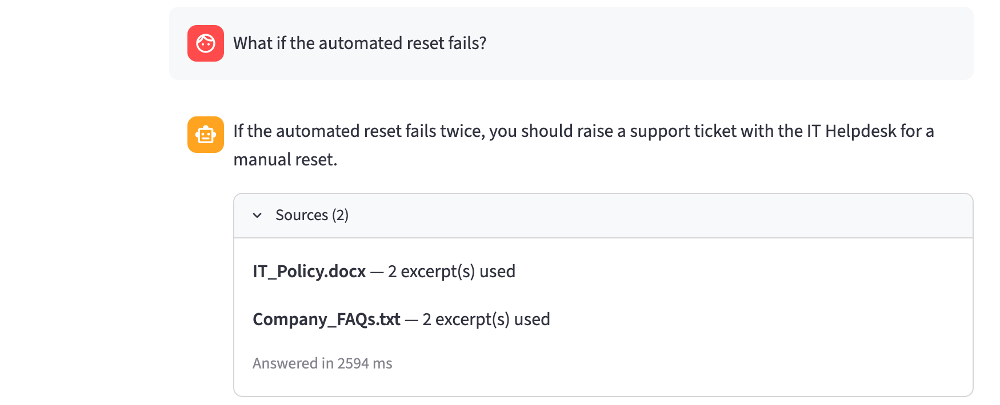 What if the automated reset fails?
If the automated reset fails twice, you should raise a support ticket with the IT Helpdesk for a
manual reset.
Sources (2)
IT_Policy.docx — 2 excerpt(s) used
Company_FAQs.txt — 2 excerpt(s) used
Answered in 2594 ms